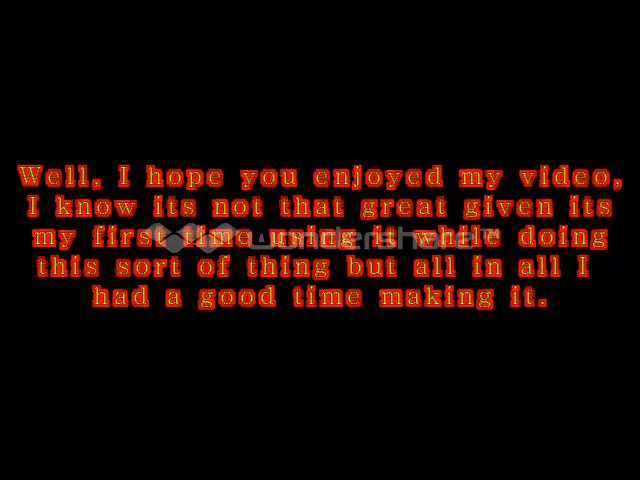 Well, I hope you enjoyed my video,
I know its not that great given its
my first time using it while doing
this sort of thing but all in all I
had a good time making it.
wondershare™